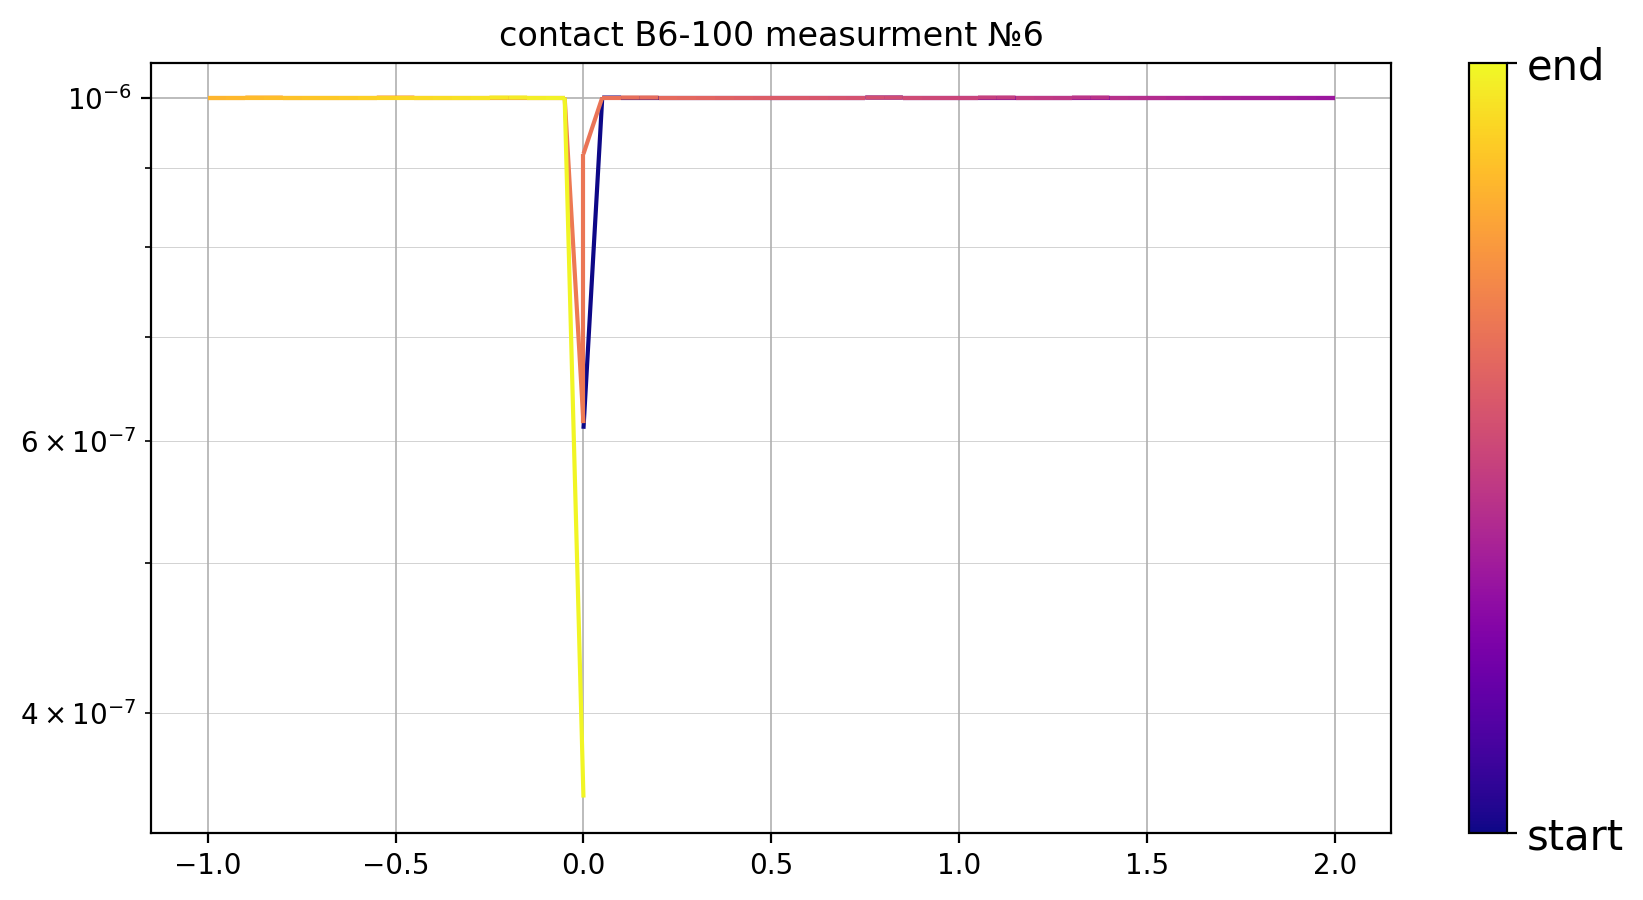 contact B6-100 measurment №6
10⁻⁶
6 × 10⁻⁷
4 × 10⁻⁷
−1.0 −0.5 0.0 0.5 1.0 1.5 2.0
end
start